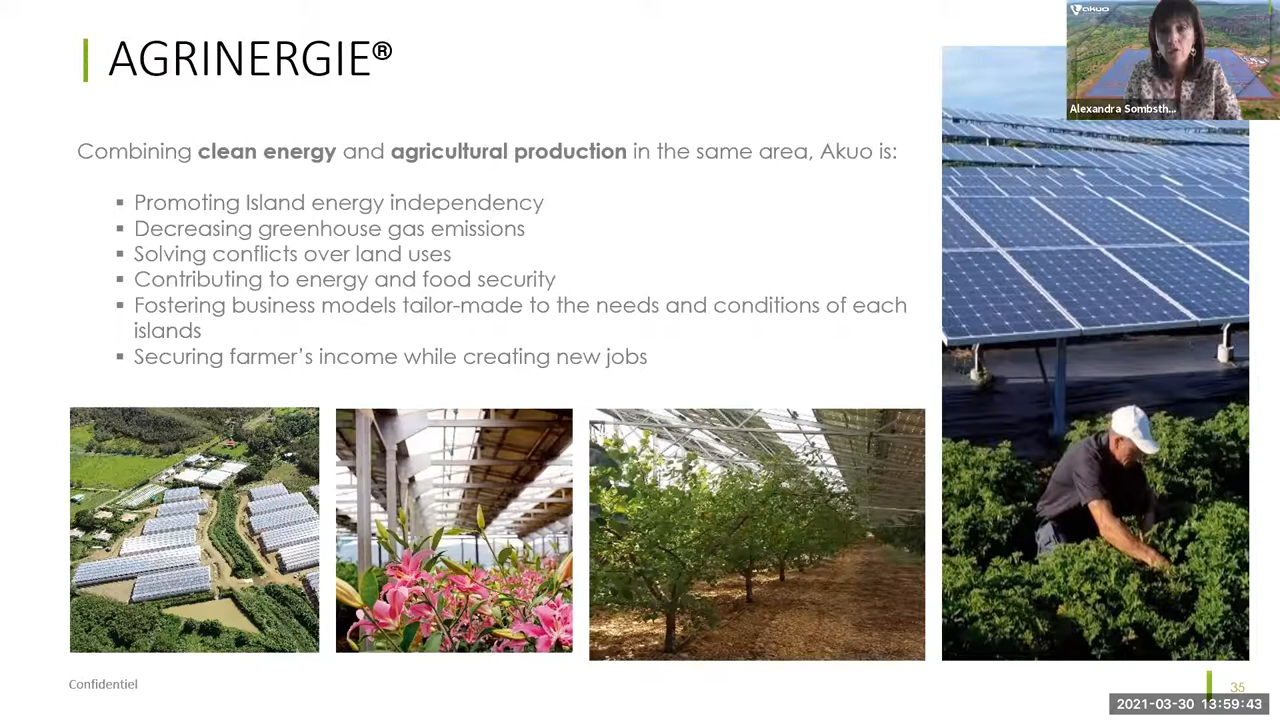 AGRINERGIE®
akuo
Alexandra Sombsth...
Combining clean energy and agricultural production in the same area, Akuo is:
▪ Promoting Island energy independency
▪ Decreasing greenhouse gas emissions
▪ Solving conflicts over land uses
▪ Contributing to energy and food security
▪ Fostering business models tailor-made to the needs and conditions of each
islands
▪ Securing farmer's income while creating new jobs
Confidentiel
35
2021-03-30 13:59:43